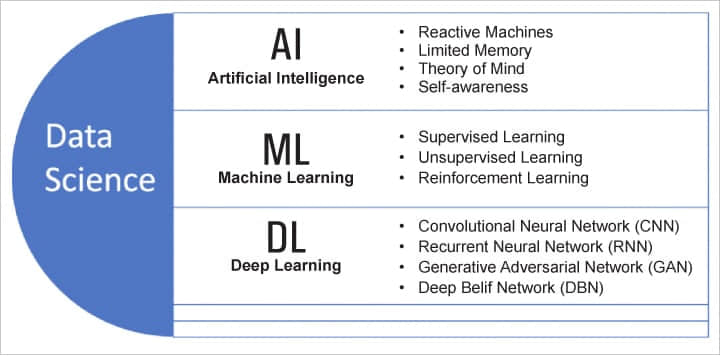 Data
Science
AI
Artificial Intelligence
• Reactive Machines
• Limited Memory
• Theory of Mind
• Self-awareness
ML
Machine Learning
• Supervised Learning
• Unsupervised Learning
• Reinforcement Learning
DL
Deep Learning
• Convolutional Neural Network (CNN)
• Recurrent Neural Network (RNN)
• Generative Adversarial Network (GAN)
• Deep Belif Network (DBN)